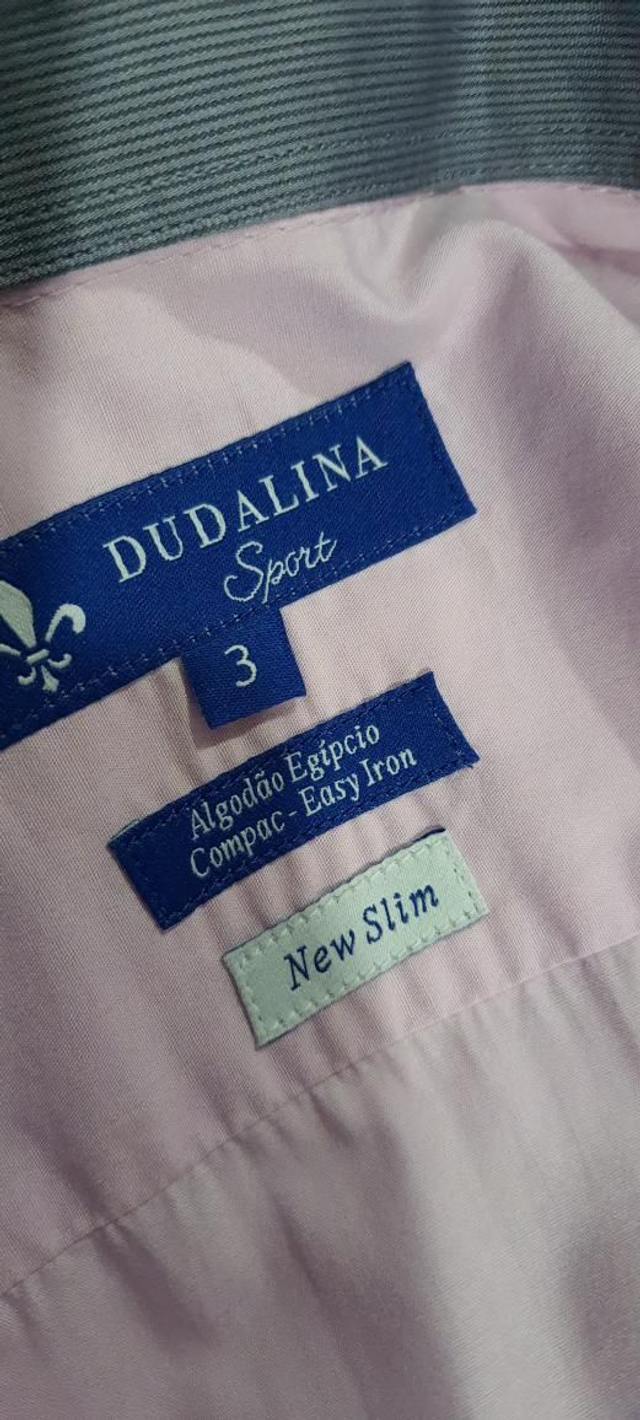 DUDALINA
Sport
3
Algodão Egípcio
Compac - Easy Iron
New Slim